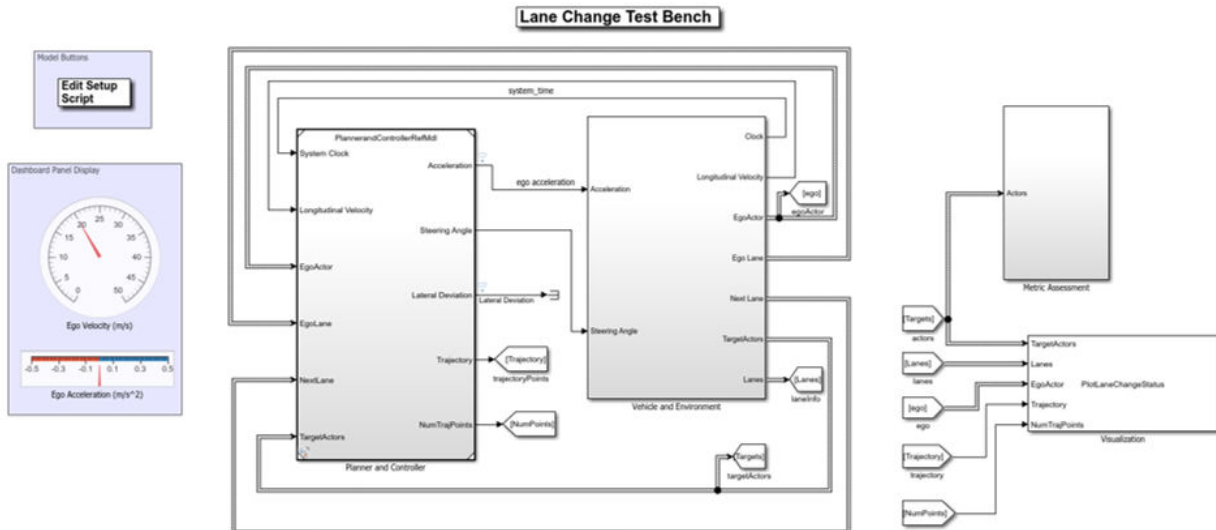 Lane Change Test Bench
Model Buttons
Edit Setup
Script
Dashboard Panel Display
0
5
10
15
20
25
30
35
40
45
50
Ego Velocity (m/s)
-0.5
-0.3
-0.1
0.1
0.3
0.5
Ego Acceleration (m/s^2)
system_time
PlannerandControllerRefMdl
System Clock
Longitudinal Velocity
EgoActor
EgoLane
NextLane
TargetActors
Acceleration
Steering Angle
Lateral Deviation
Trajectory
NumTrajPoints
Planner and Controller
ego acceleration
Lateral Deviation
[Trajectory]
trajectoryPoints
[NumPoints]
Acceleration
Steering Angle
Clock
Longitudinal Velocity
EgoActor
Ego Lane
Next Lane
TargetActors
Lanes
Vehicle and Environment
[ego]
egoActor
[Lanes]
laneInfo
[Targets]
targetActors
Actors
Metric Assessment
[Targets]
actors
[Lanes]
lanes
[ego]
ego
[Trajectory]
trajectory
[NumPoints]
TargetActors
Lanes
EgoActor
Trajectory
NumTrajPoints
PlotLaneChangeStatus
Visualization